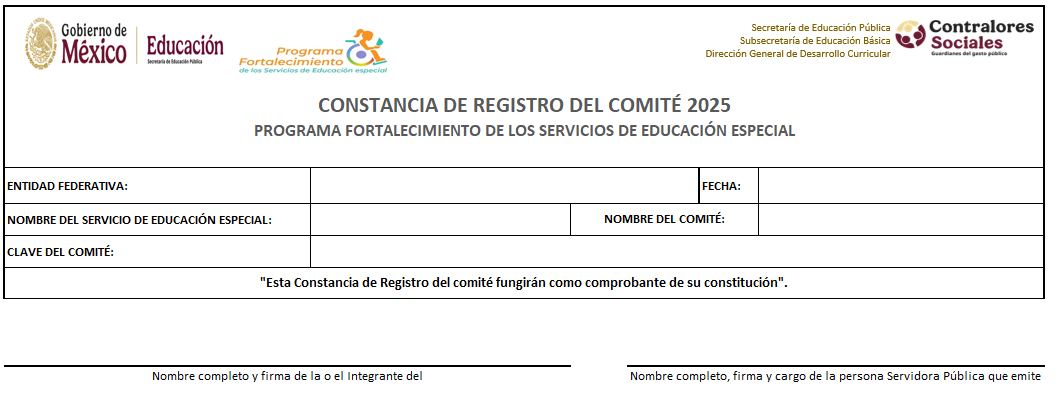 Gobierno de
México
Educación
Secretaría de Educación Pública
Programa
Fortalecimiento
de los Servicios de Educación especial
Secretaría de Educación Pública
Subsecretaría de Educación Básica
Dirección General de Desarrollo Curricular
Contralores
Sociales
Guardianes del gasto público
CONSTANCIA DE REGISTRO DEL COMITÉ 2025
PROGRAMA FORTALECIMIENTO DE LOS SERVICIOS DE EDUCACIÓN ESPECIAL
ENTIDAD FEDERATIVA: FECHA:
NOMBRE DEL SERVICIO DE EDUCACIÓN ESPECIAL: NOMBRE DEL COMITÉ:
CLAVE DEL COMITÉ:
"Esta Constancia de Registro del comité fungirán como comprobante de su constitución".
Nombre completo y firma de la o el Integrante del
Nombre completo, firma y cargo de la persona Servidora Pública que emite